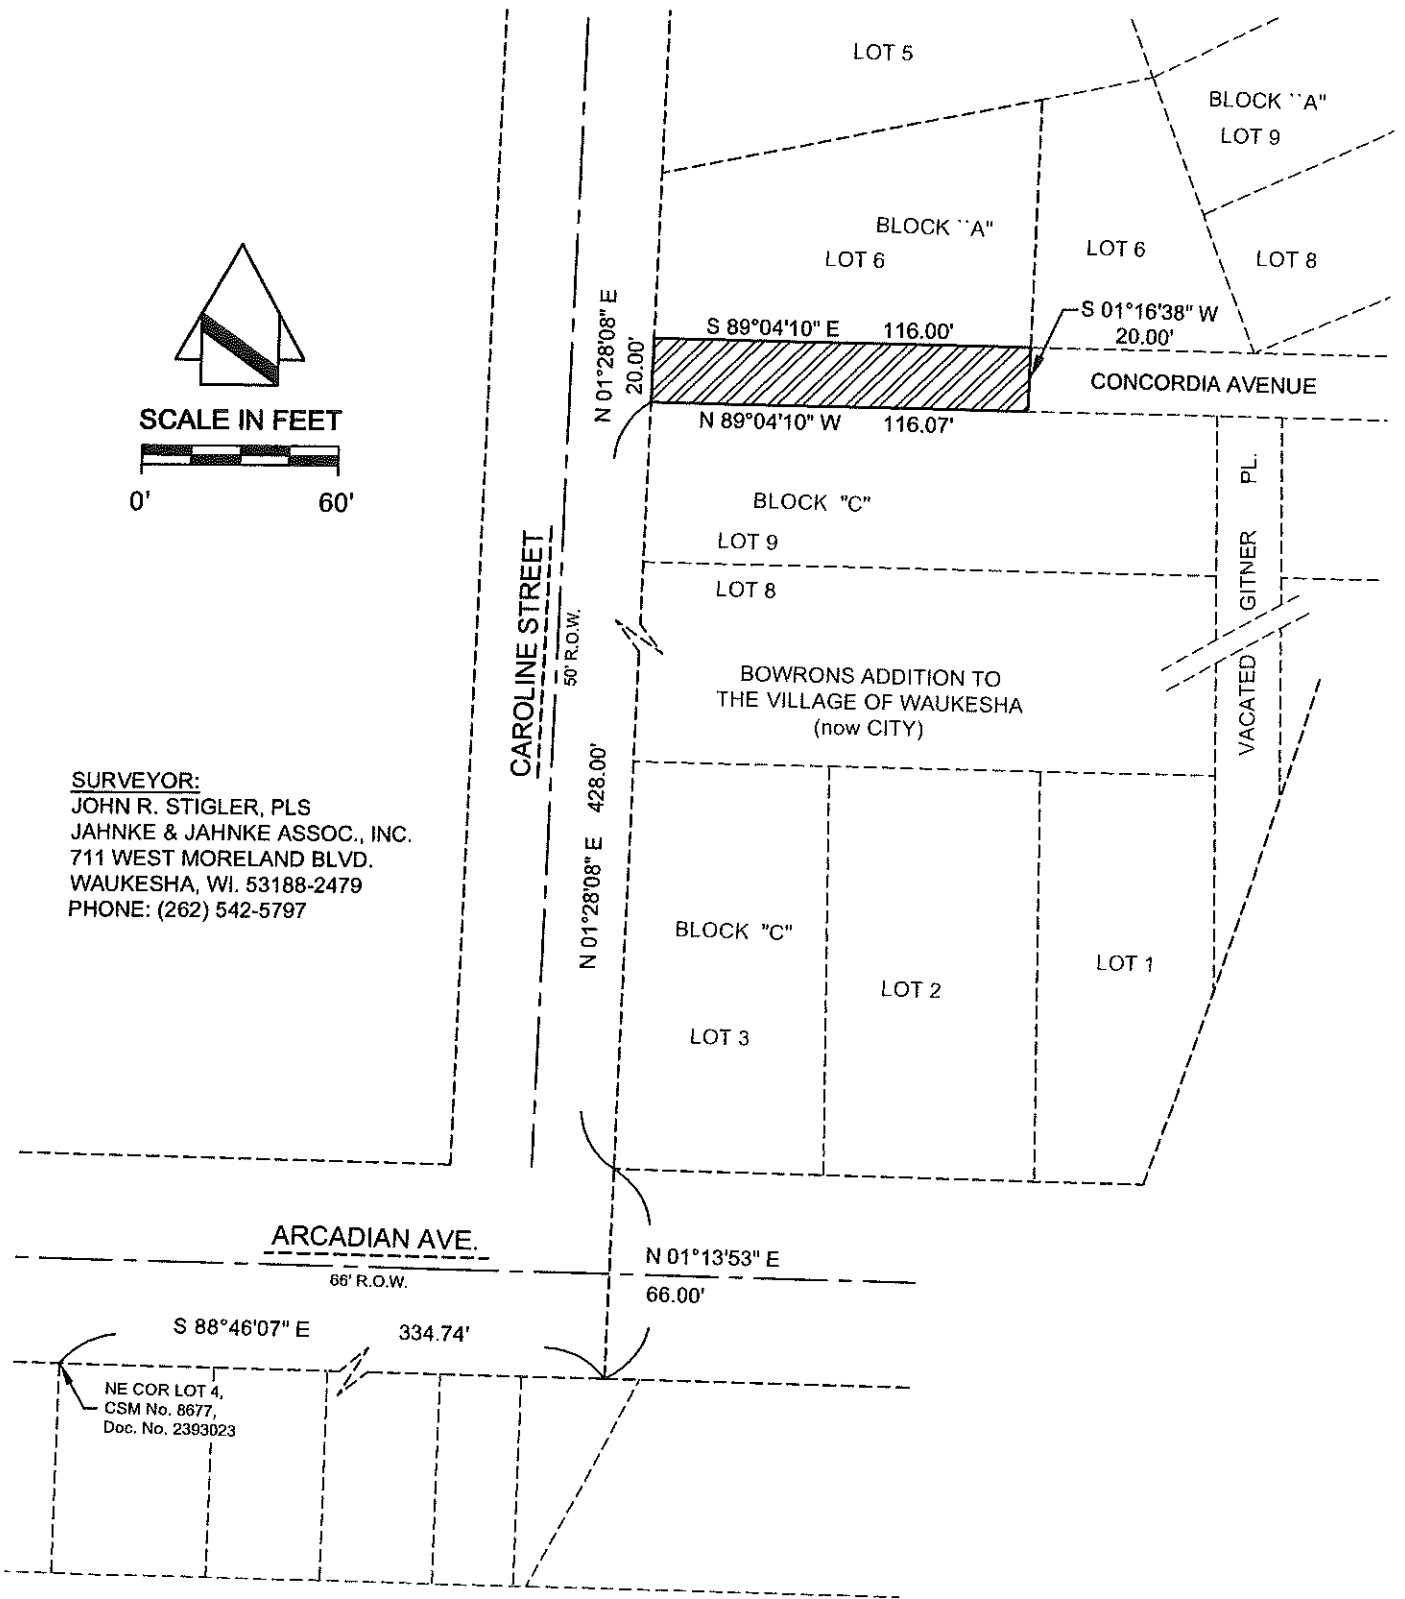 LOT 5
BLOCK ``A"
LOT 9
BLOCK ``A"
LOT 6
LOT 6
LOT 8
N 01°28'08" E
20.00'
S 89°04'10" E 116.00'
S 01°16'38" W
20.00'
CONCORDIA AVENUE
N 89°04'10" W 116.07'
SCALE IN FEET
0' 60'
BLOCK "C"
LOT 9
LOT 8
VACATED GITNER PL.
CAROLINE STREET
50' R.O.W.
BOWRONS ADDITION TO
THE VILLAGE OF WAUKESHA
(now CITY)
N 01°28'08" E 428.00'
SURVEYOR:
JOHN R. STIGLER, PLS
JAHNKE & JAHNKE ASSOC., INC.
711 WEST MORELAND BLVD.
WAUKESHA, WI. 53188-2479
PHONE: (262) 542-5797
BLOCK "C"
LOT 3
LOT 2
LOT 1
ARCADIAN AVE.
66' R.O.W.
N 01°13'53" E
66.00'
S 88°46'07" E 334.74'
NE COR LOT 4,
CSM No. 8677,
Doc. No. 2393023